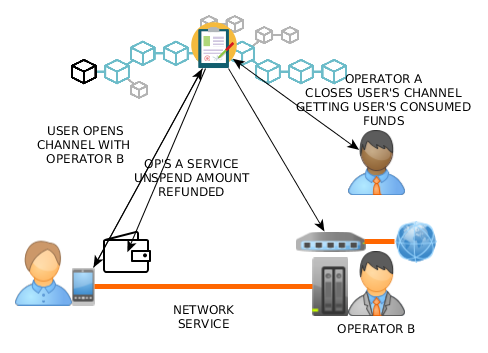 OPERATOR A
CLOSES USER'S CHANNEL
GETTING USER'S CONSUMED
FUNDS
USER OPENS
CHANNEL WITH
OPERATOR B
OP'S A SERVICE
UNSPEND AMOUNT
REFUNDED
NETWORK
SERVICE
OPERATOR B